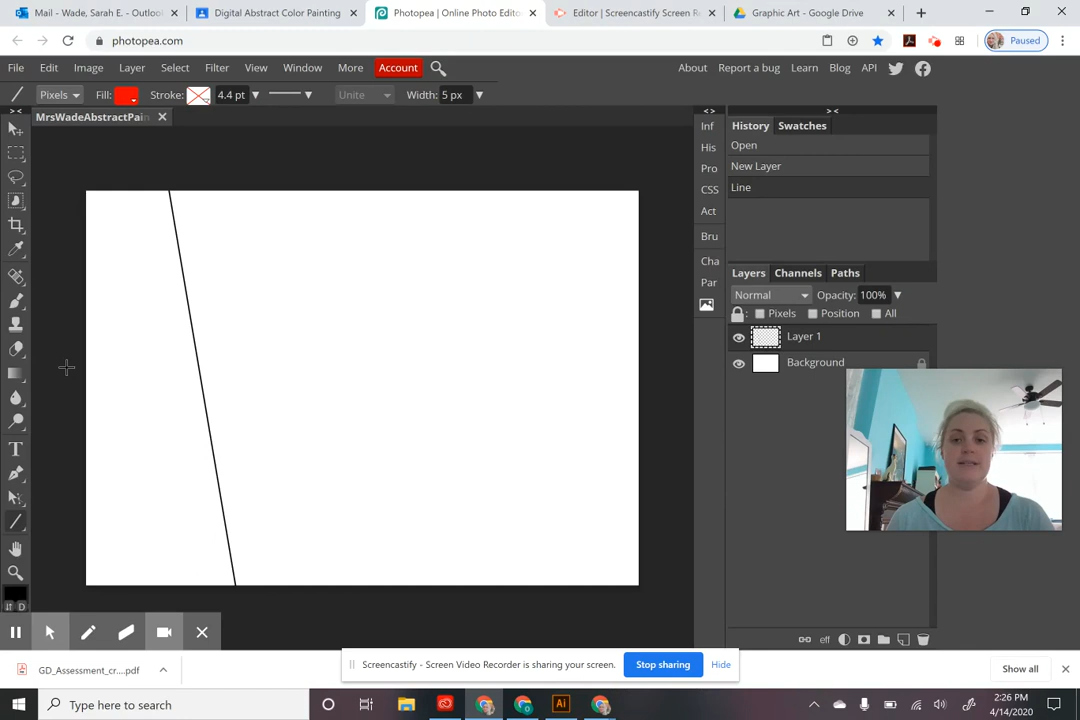 Mail - Wade, Sarah E. - Outlo
Digital Abstract Color Painting
Photopea | Online Photo Edito
Editor | Screencastify Screen R
Graphic Art - Google Drive
photopea.com
Paused
File Edit Image Layer Select Filter View Window More Account
About Report a bug Learn Blog API
Pixels Fill: Stroke: 4.4 pt Unite Width: 5 px
MrsWadeAbstractPain
Inf
His
Pro
CSS
Act
Bru
Cha
Par
History Swatches
Open
New Layer
Line
Layers Channels Paths
Normal Opacity: 100%
Pixels Position All
Layer 1
Background
eff
D
GD_Assessment_cr....pdf
Screencastify - Screen Video Recorder is sharing your screen. Stop sharing Hide
Show all
Type here to search
2:26 PM
4/14/2020